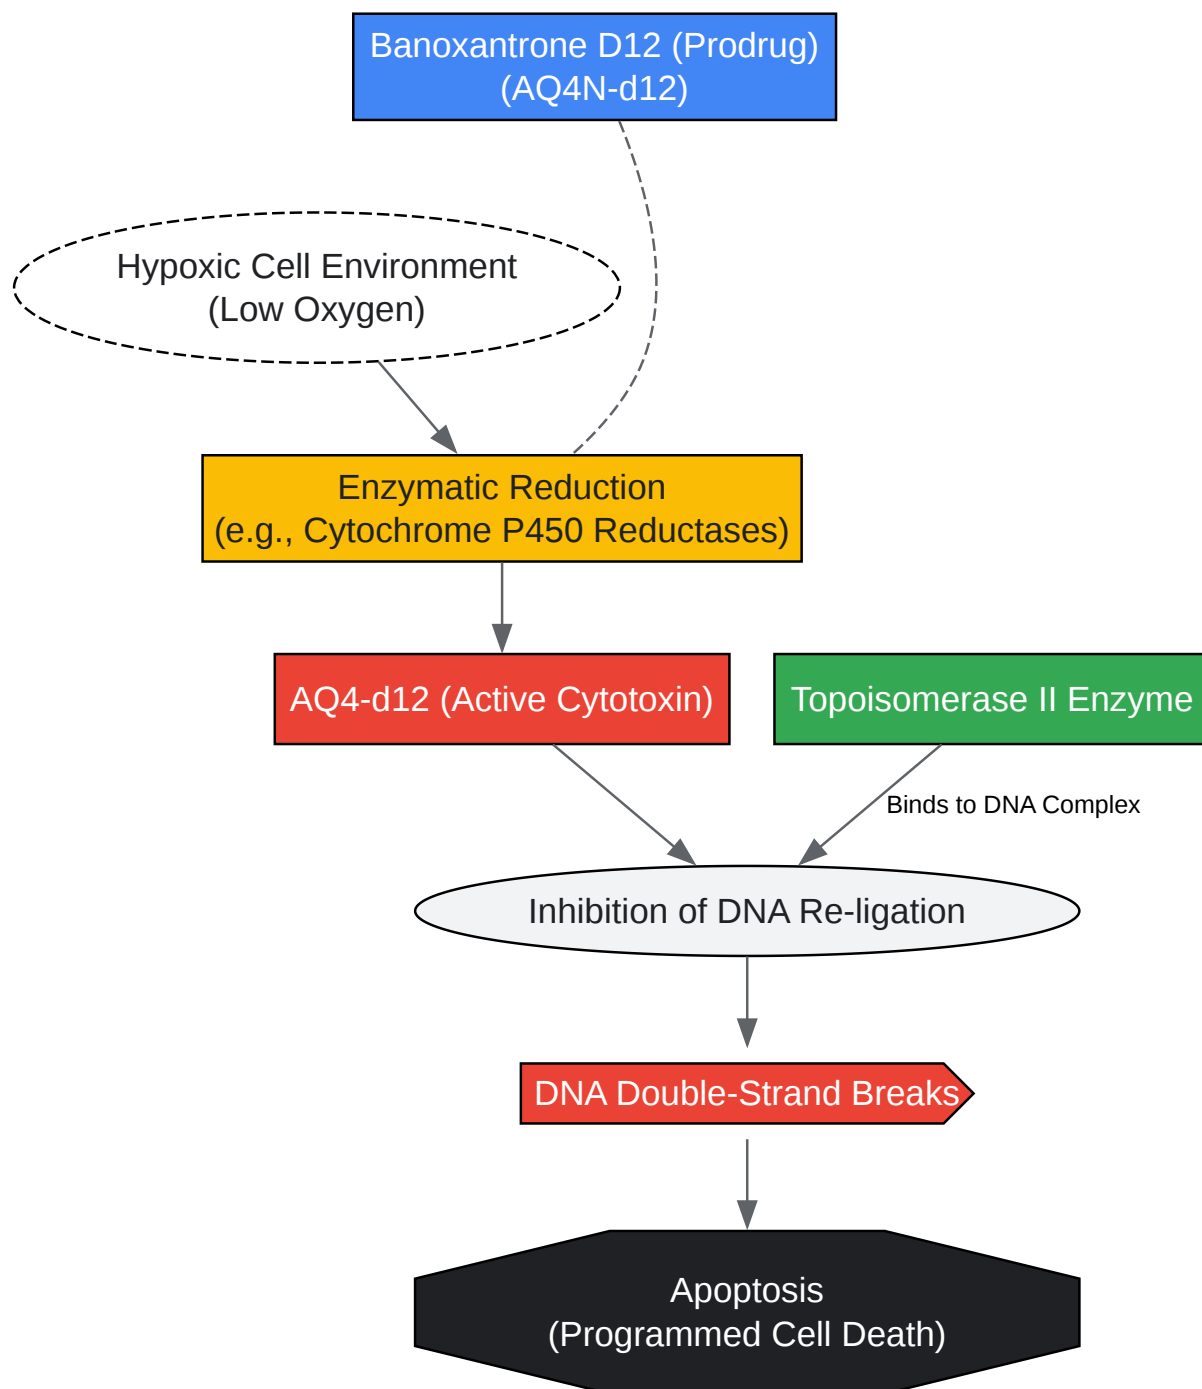 Banoxantrone D12 (Prodrug)
(AQ4N-d12)
Hypoxic Cell Environment
(Low Oxygen)
Enzymatic Reduction
(e.g., Cytochrome P450 Reductases)
AQ4-d12 (Active Cytotoxin)
Topoisomerase II Enzyme
Binds to DNA Complex
Inhibition of DNA Re-ligation
DNA Double-Strand Breaks
Apoptosis
(Programmed Cell Death)